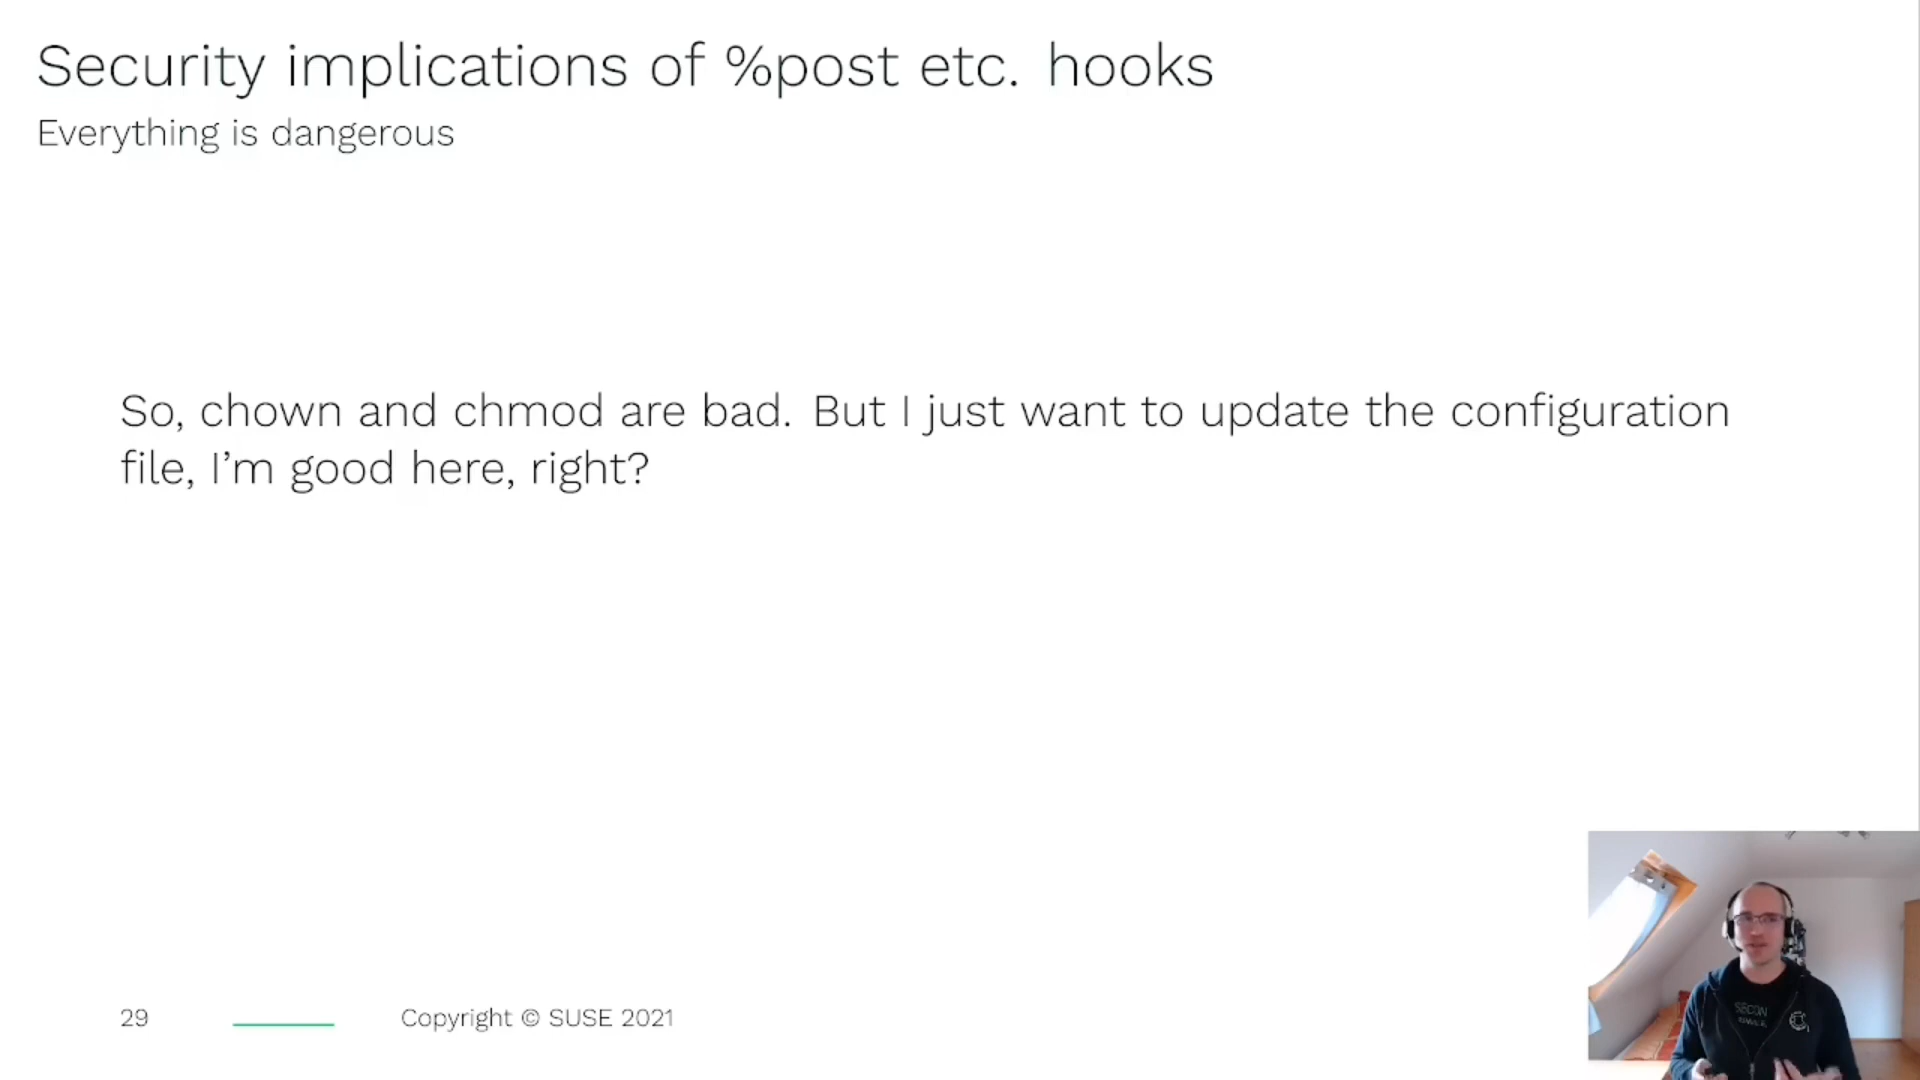 Security implications of %post etc. hooks
Everything is dangerous
So, chown and chmod are bad. But I just want to update the configuration
file, I'm good here, right?
29
Copyright © SUSE 2021